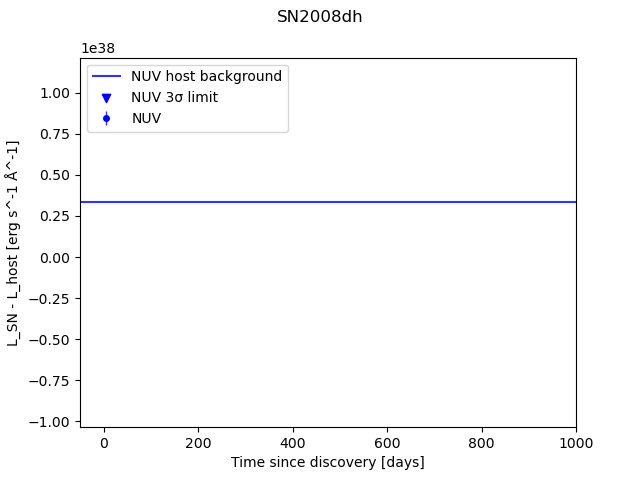 SN2008dh
1e38
NUV host background
NUV 3σ limit
NUV
1.00
0.75
0.50
0.25
0.00
−0.25
−0.50
−0.75
−1.00
L_SN - L_host [erg s^-1 Å^-1]
0 200 400 600 800 1000
Time since discovery [days]